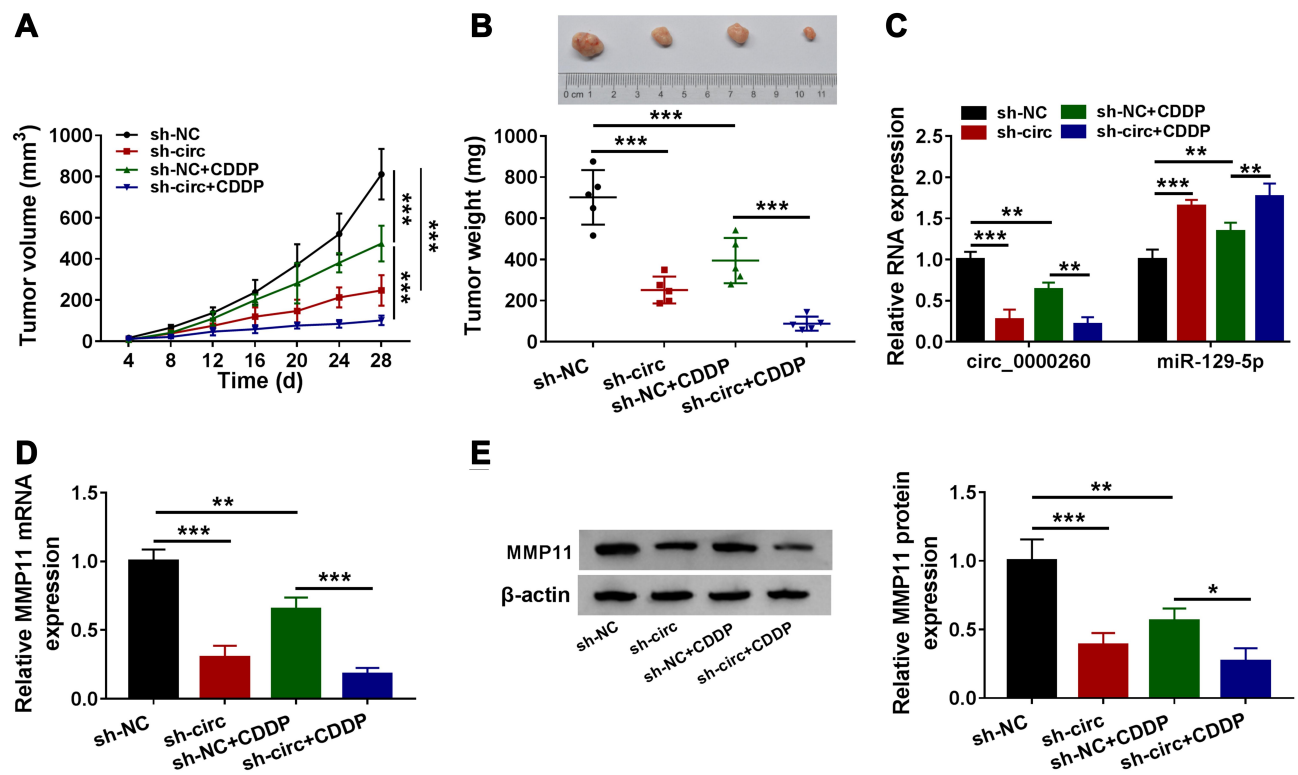 A
Tumor volume (mm3)
1000
800
600
400
200
0
4 8 12 16 20 24 28
Time (d)
sh-NC
sh-circ
sh-NC+CDDP
sh-circ+CDDP
***
***
***
B
0 cm 1 2 3 4 5 6 7 8 9 10 11
Tumor weight (mg)
1000
800
600
400
200
0
***
***
***
sh-NC
sh-circ
sh-NC+CDDP
sh-circ+CDDP
C
sh-NC
sh-circ
sh-NC+CDDP
sh-circ+CDDP
Relative RNA expression
2.5
2.0
1.5
1.0
0.5
0.0
**
***
**
**
***
**
circ_0000260 miR-129-5p
D
Relative MMP11 mRNA
expression
1.5
1.0
0.5
0.0
**
***
***
sh-NC
sh-circ
sh-NC+CDDP
sh-circ+CDDP
E
MMP11
β-actin
sh-NC
sh-circ
sh-NC+CDDP
sh-circ+CDDP
Relative MMP11 protein
expression
1.5
1.0
0.5
0.0
**
***
*
sh-NC
sh-circ
sh-NC+CDDP
sh-circ+CDDP